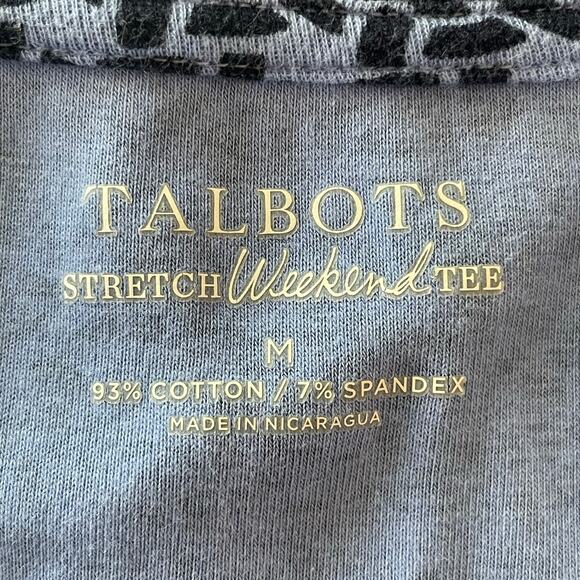 TALBOTS
STRETCH Weekend TEE
M
93% COTTON / 7% SPANDEX
MADE IN NICARAGUA